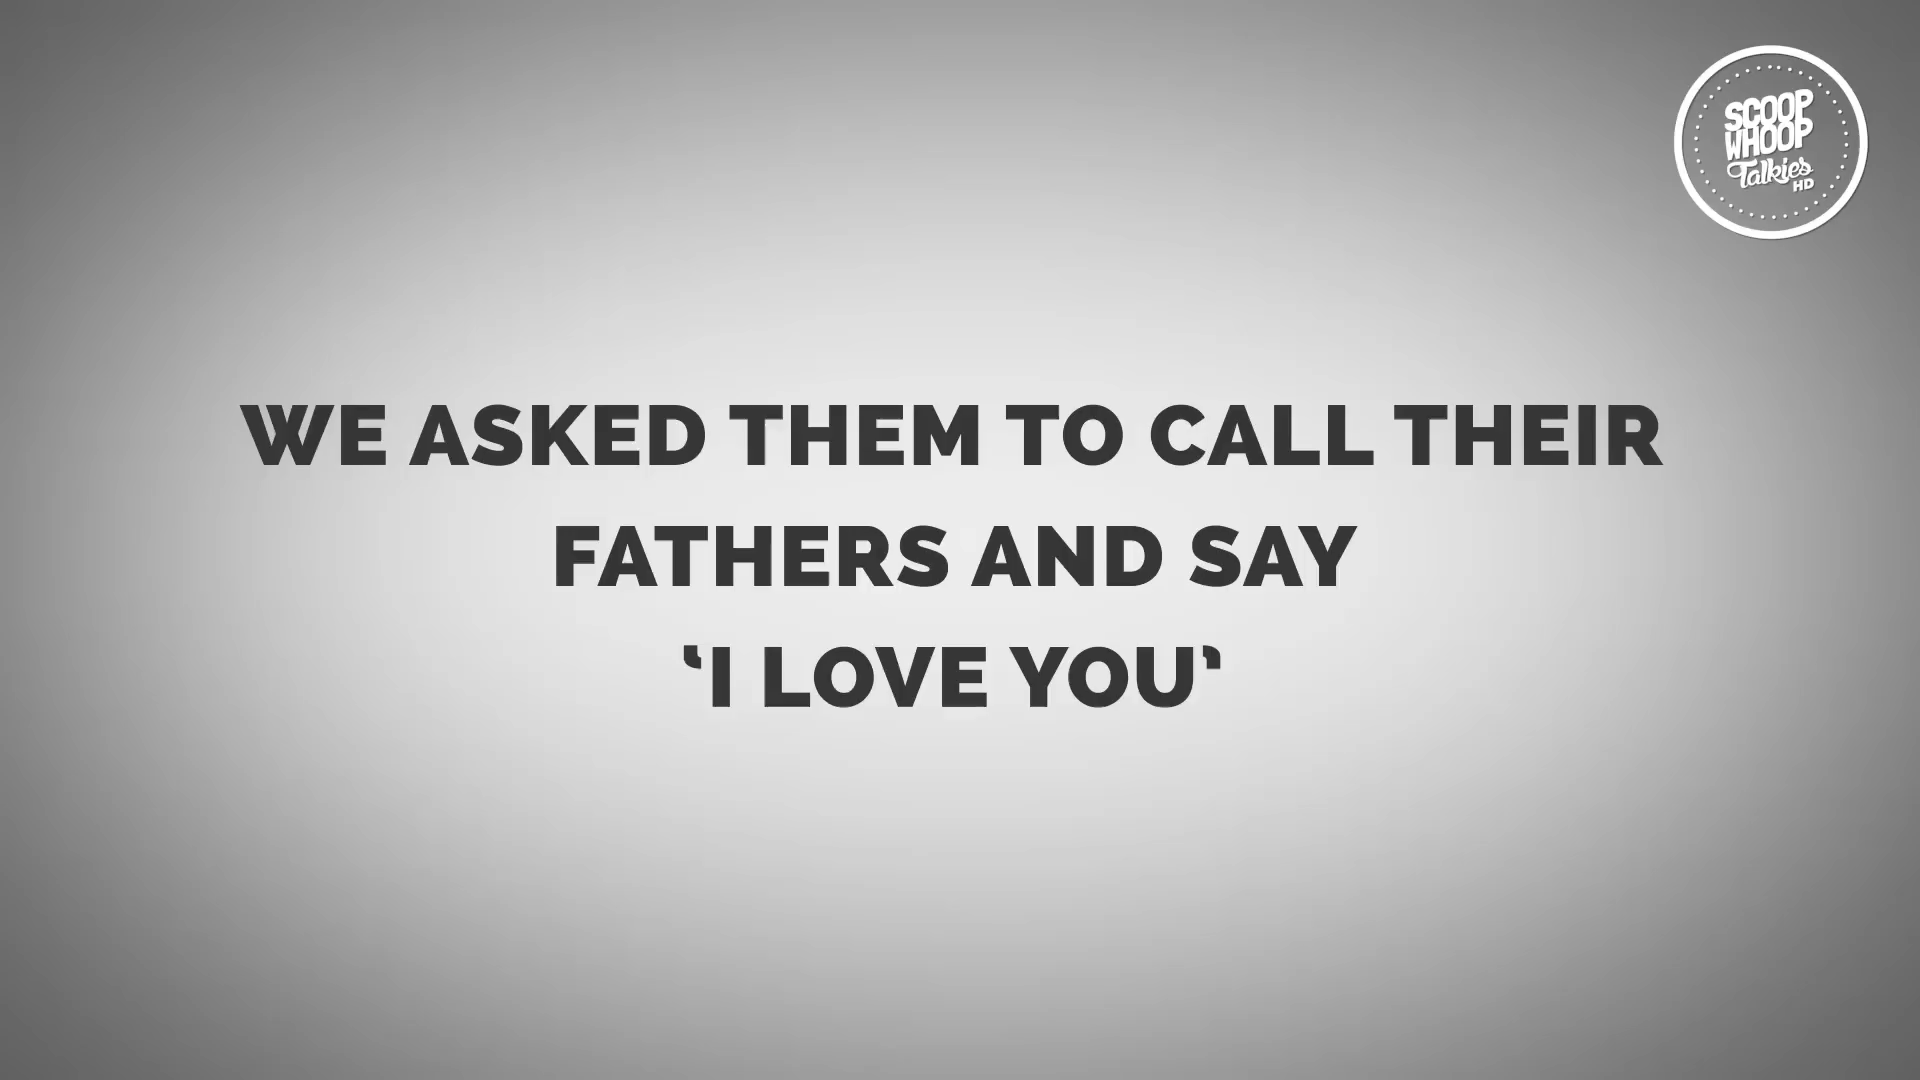 SCOOP
WHOOP
Talkies
HD
WE ASKED THEM TO CALL THEIR
FATHERS AND SAY
‘I LOVE YOU’